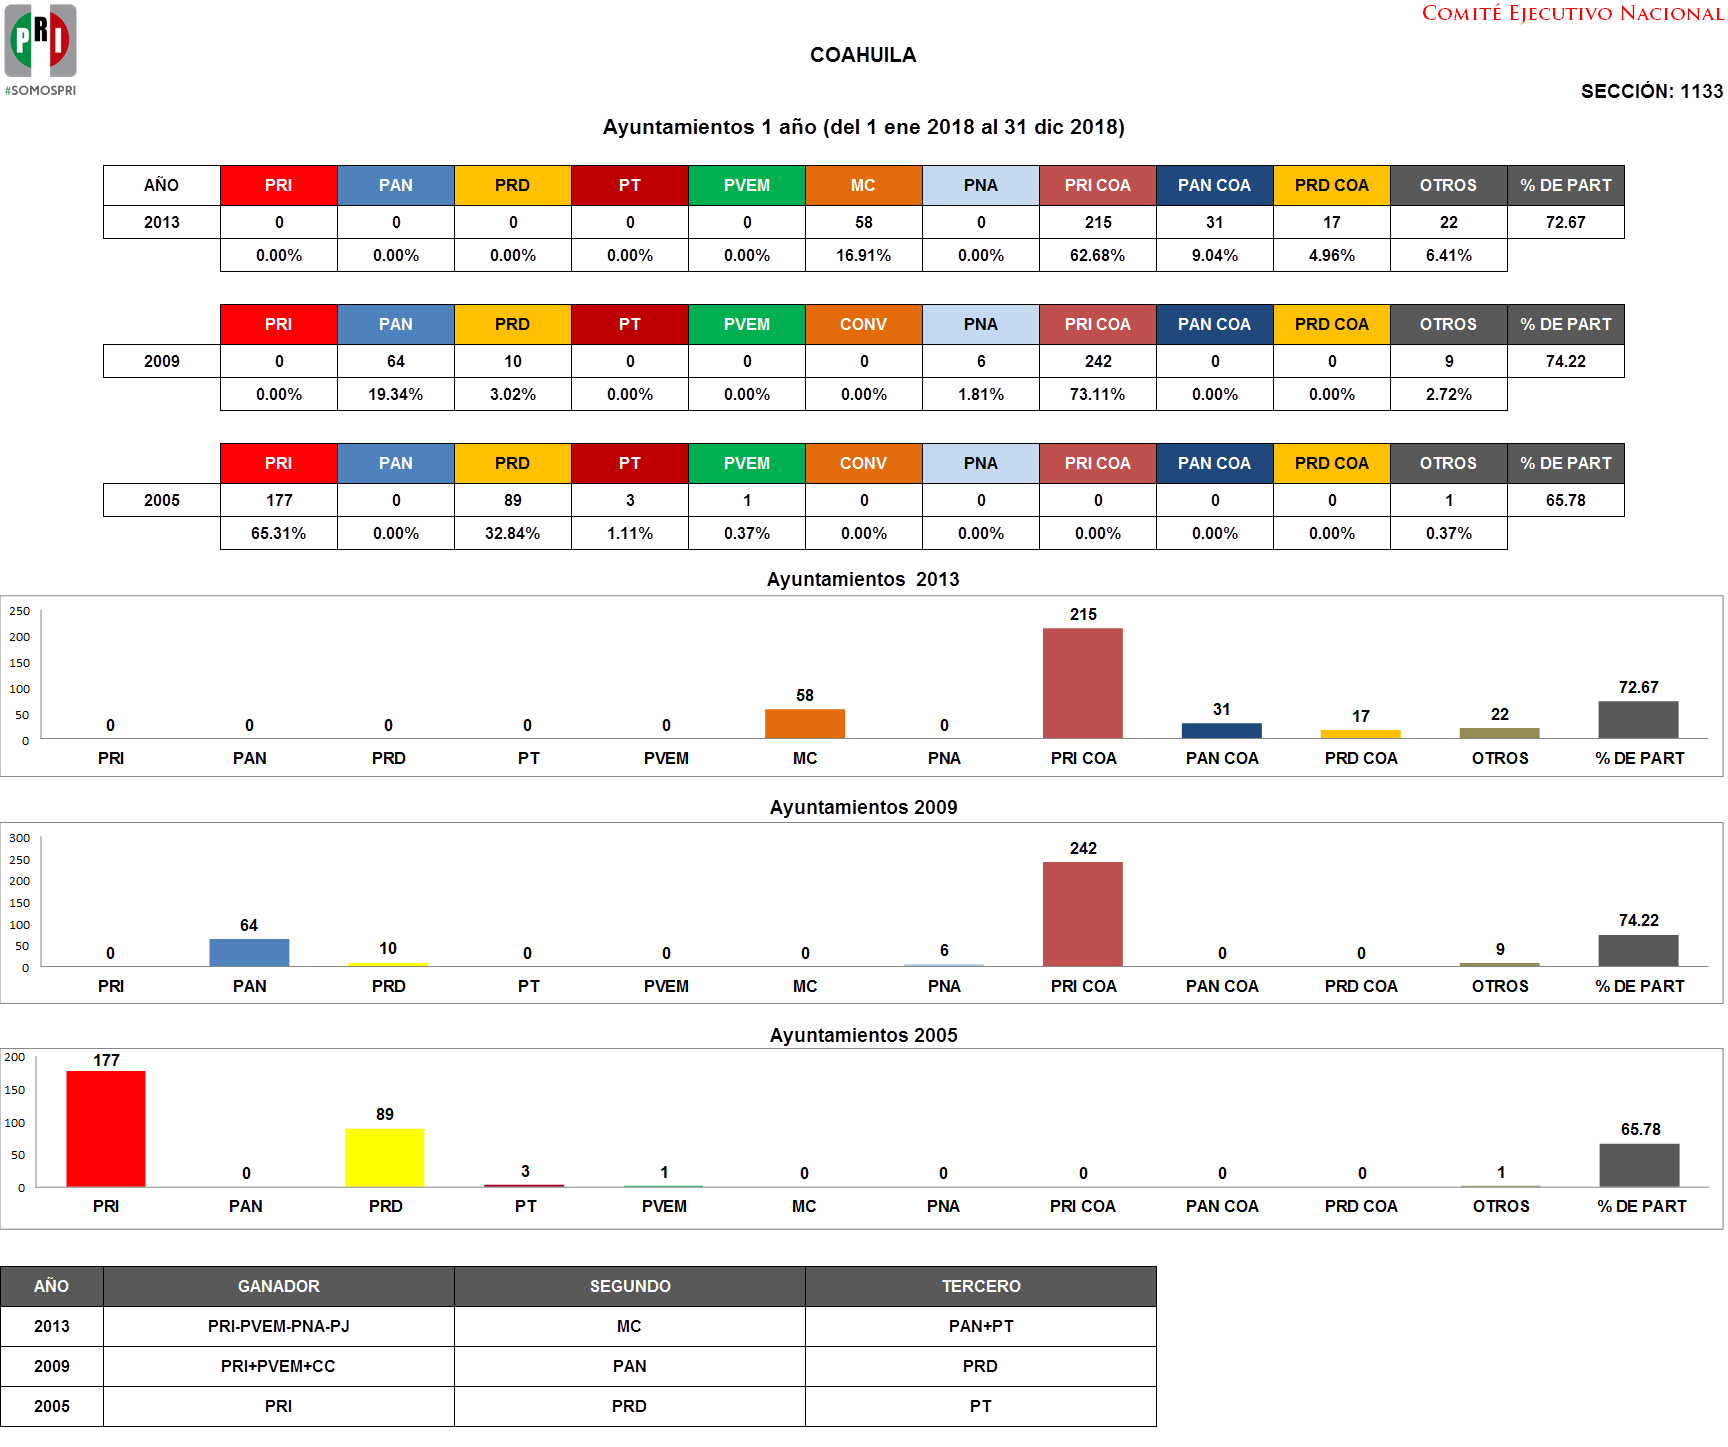 PRI
#SOMOSPRI
COMITÉ EJECUTIVO NACIONAL
COAHUILA
SECCIÓN: 1133
Ayuntamientos 1 año (del 1 ene 2018 al 31 dic 2018)
AÑO PRI PAN PRD PT PVEM MC PNA PRI COA PAN COA PRD COA OTROS % DE PART
2013 0 0 0 0 0 58 0 215 31 17 22 72.67
0.00% 0.00% 0.00% 0.00% 0.00% 16.91% 0.00% 62.68% 9.04% 4.96% 6.41%
PRI PAN PRD PT PVEM CONV PNA PRI COA PAN COA PRD COA OTROS % DE PART
2009 0 64 10 0 0 0 6 242 0 0 9 74.22
0.00% 19.34% 3.02% 0.00% 0.00% 0.00% 1.81% 73.11% 0.00% 0.00% 2.72%
PRI PAN PRD PT PVEM CONV PNA PRI COA PAN COA PRD COA OTROS % DE PART
2005 177 0 89 3 1 0 0 0 0 0 1 65.78
65.31% 0.00% 32.84% 1.11% 0.37% 0.00% 0.00% 0.00% 0.00% 0.00% 0.37%
Ayuntamientos 2013
250
200
150
100
50
0
0 0 0 0 0 58 0 215 31 17 22 72.67
PRI PAN PRD PT PVEM MC PNA PRI COA PAN COA PRD COA OTROS % DE PART
Ayuntamientos 2009
300
250
200
150
100
50
0
0 64 10 0 0 0 6 242 0 0 9 74.22
PRI PAN PRD PT PVEM MC PNA PRI COA PAN COA PRD COA OTROS % DE PART
Ayuntamientos 2005
200
150
100
50
0
177 0 89 3 1 0 0 0 0 0 1 65.78
PRI PAN PRD PT PVEM MC PNA PRI COA PAN COA PRD COA OTROS % DE PART
AÑO GANADOR SEGUNDO TERCERO
2013 PRI-PVEM-PNA-PJ MC PAN+PT
2009 PRI+PVEM+CC PAN PRD
2005 PRI PRD PT